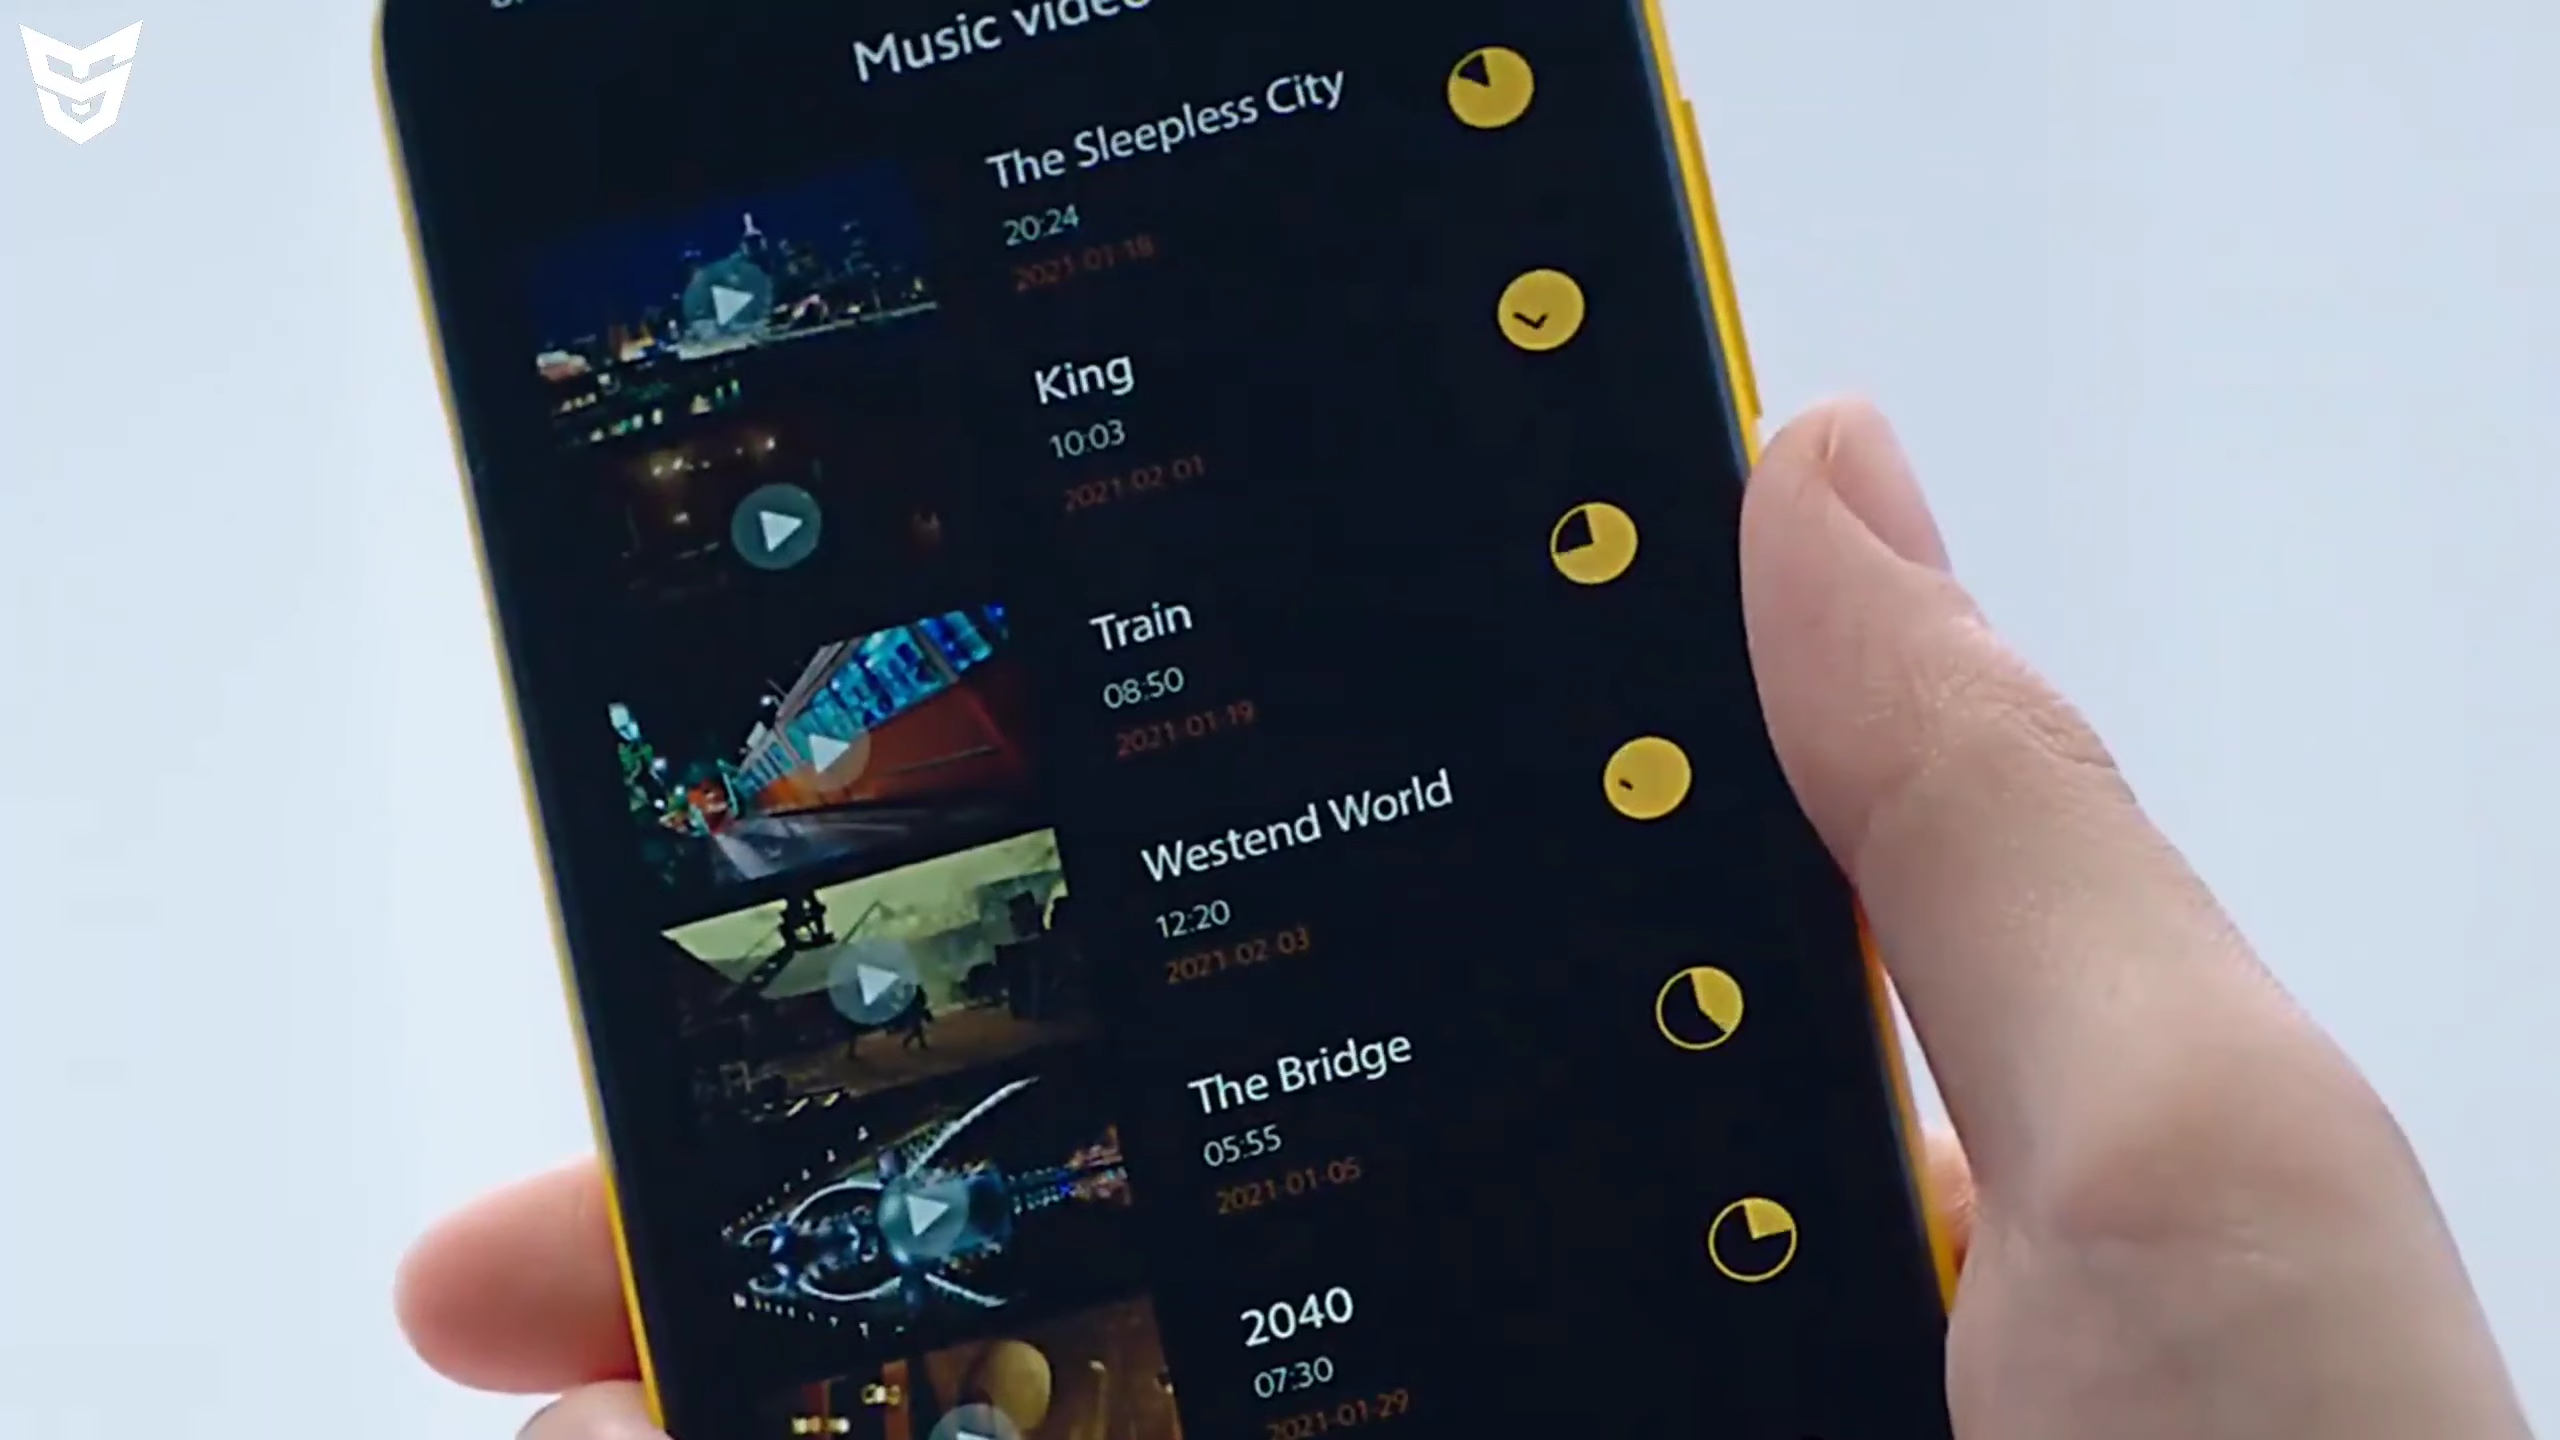 Music video
The Sleepless City
20:24
2021-01-18
King
10:03
2021-02-01
Train
08:50
2021-01-19
Westend World
12:20
2021-02-03
The Bridge
05:55
2021-01-05
2040
07:30
2021-01-29